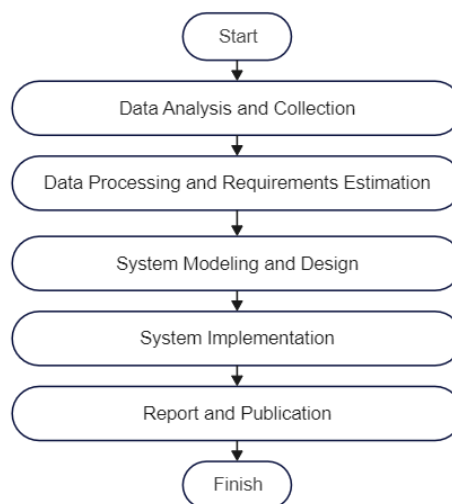 Start
Data Analysis and Collection
Data Processing and Requirements Estimation
System Modeling and Design
System Implementation
Report and Publication
Finish